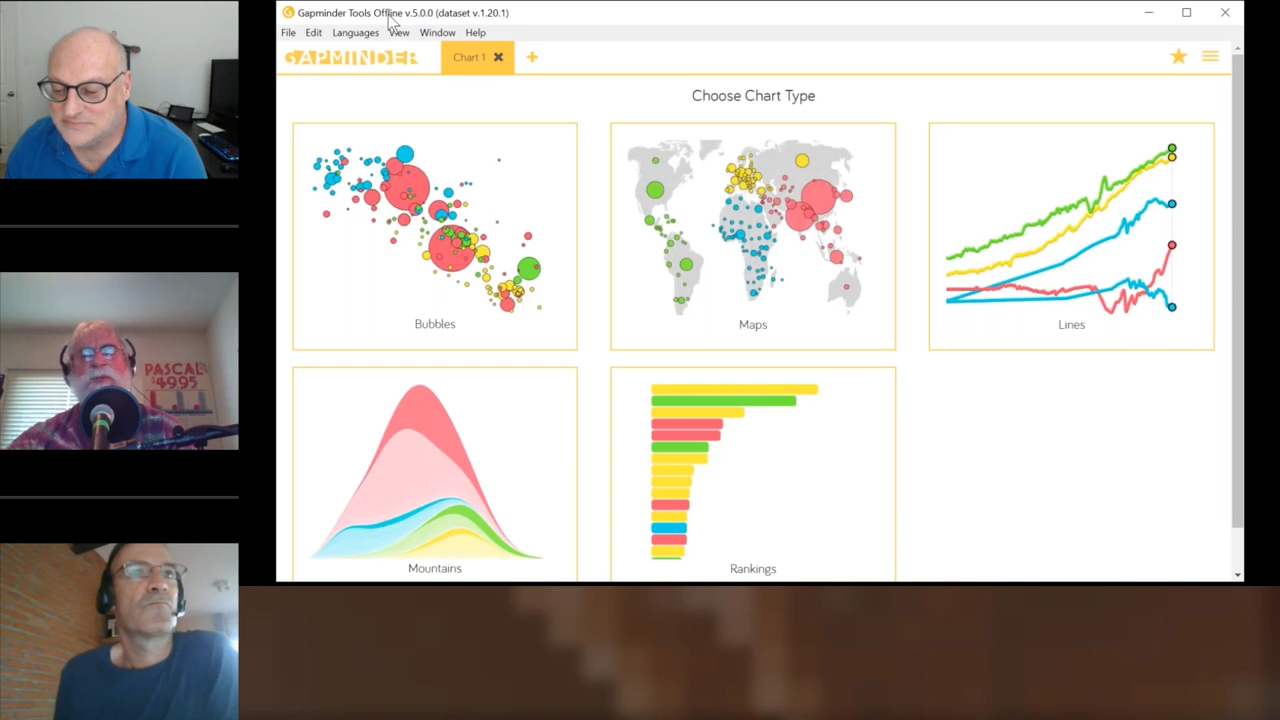 Gapminder Tools Offline v.5.0.0 (dataset v.1.20.1)
File Edit Languages View Window Help
GAPMINDER Chart 1
Choose Chart Type
Bubbles
Maps
Lines
PASCAL
$4995
Mountains
Rankings